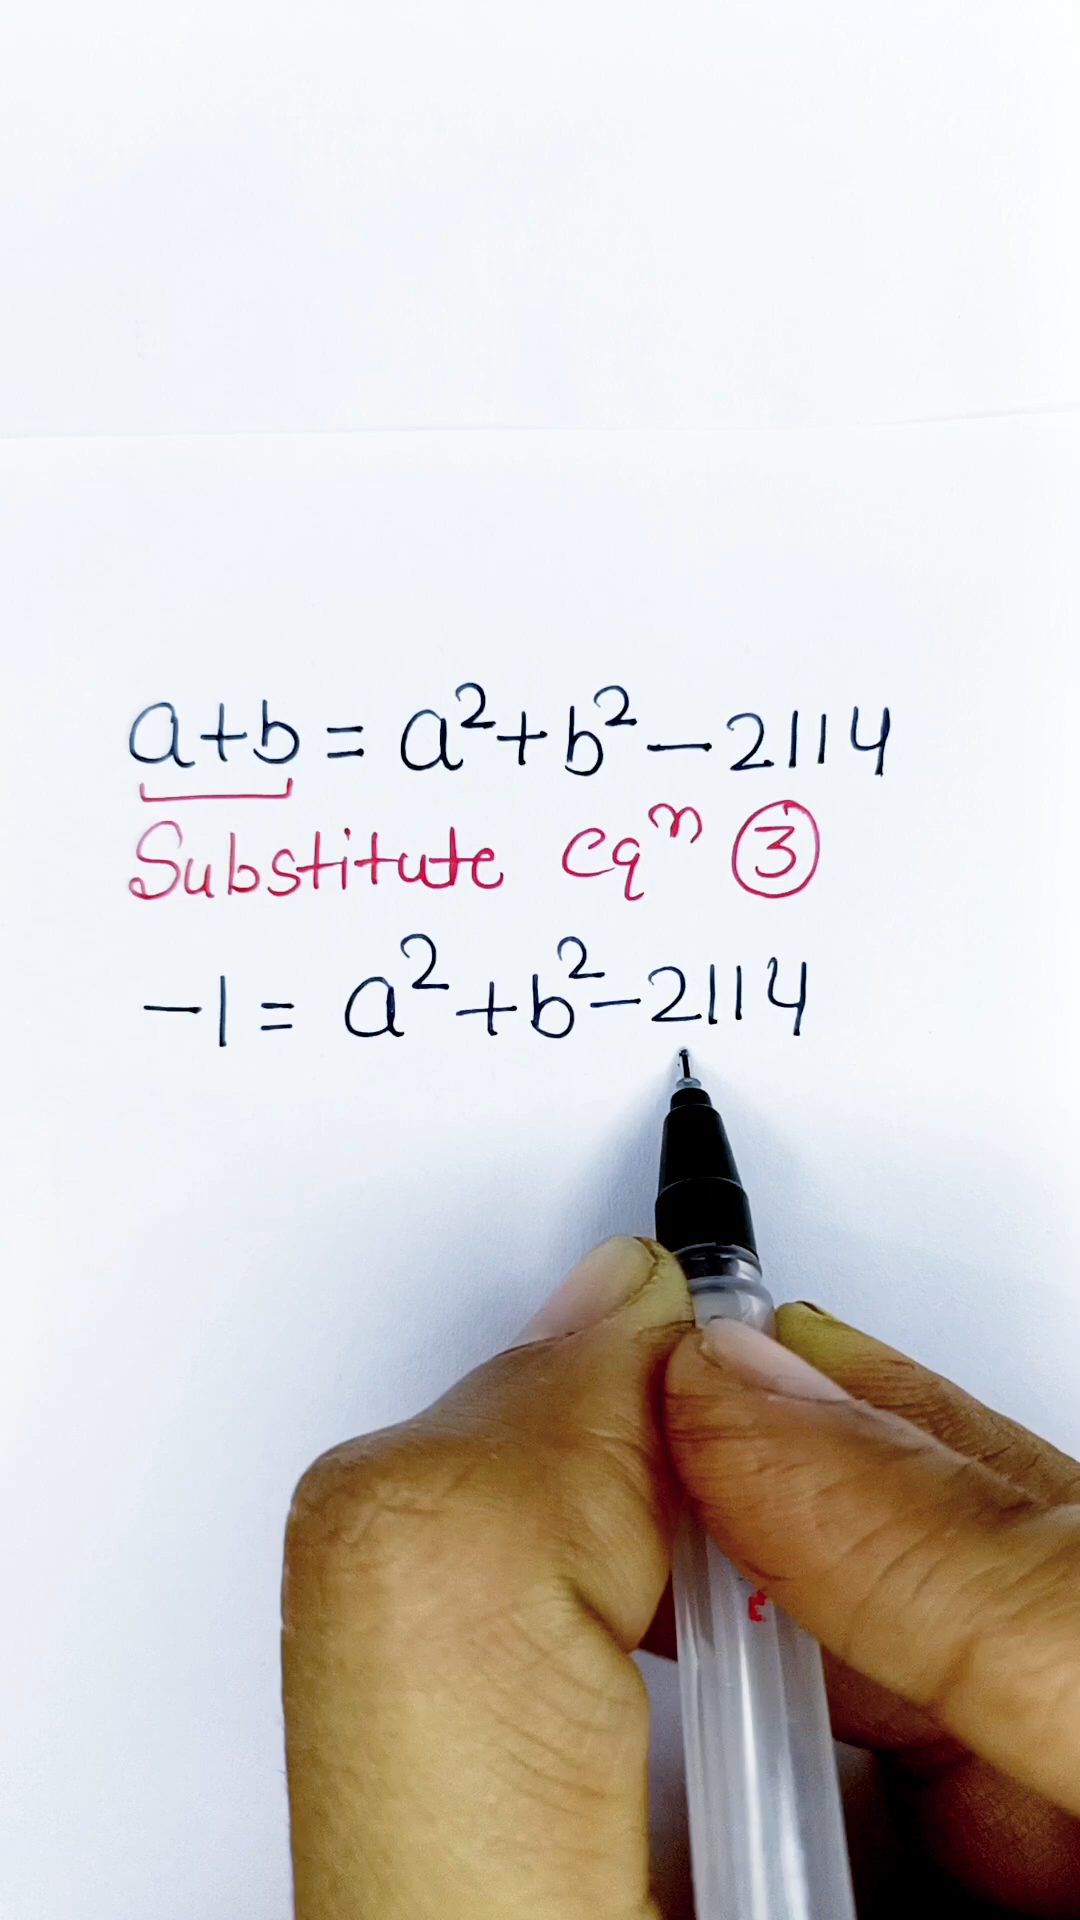 a+b = a²+b²-2114
Substitute eqⁿ ③
-1 = a²+b²-2114